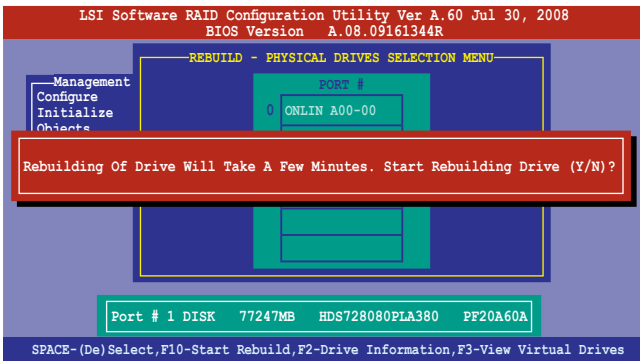 LSI Software RAID Configuration Utility Ver A.60 Jul 30, 2008
BIOS Version A.08.09161344R
REBUILD - PHYSICAL DRIVES SELECTION MENU
Management
PORT #
Configure
0 ONLIN A00-00
Initialize
Objects
Rebuilding Of Drive Will Take A Few Minutes. Start Rebuilding Drive (Y/N)?
Port # 1 DISK 77247MB HDS728080PLA380 PF20A60A
SPACE-(De)Select,F10-Start Rebuild,F2-Drive Information,F3-View Virtual Drives